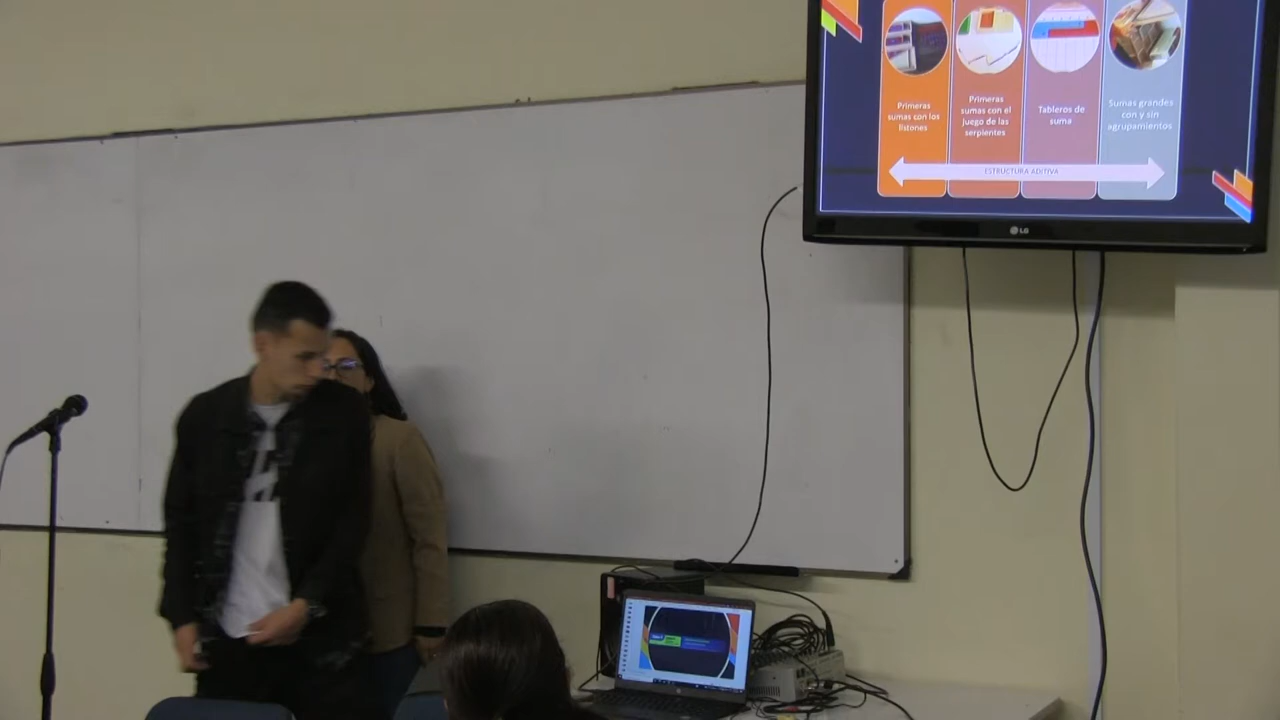 Primeras
sumas con los
listones
Primeras
sumas con el
juego de las
serpientes
Tableros de
suma
Sumas grandes
con y sin
agrupamientos
ESTRUCTURA ADITIVA
LG